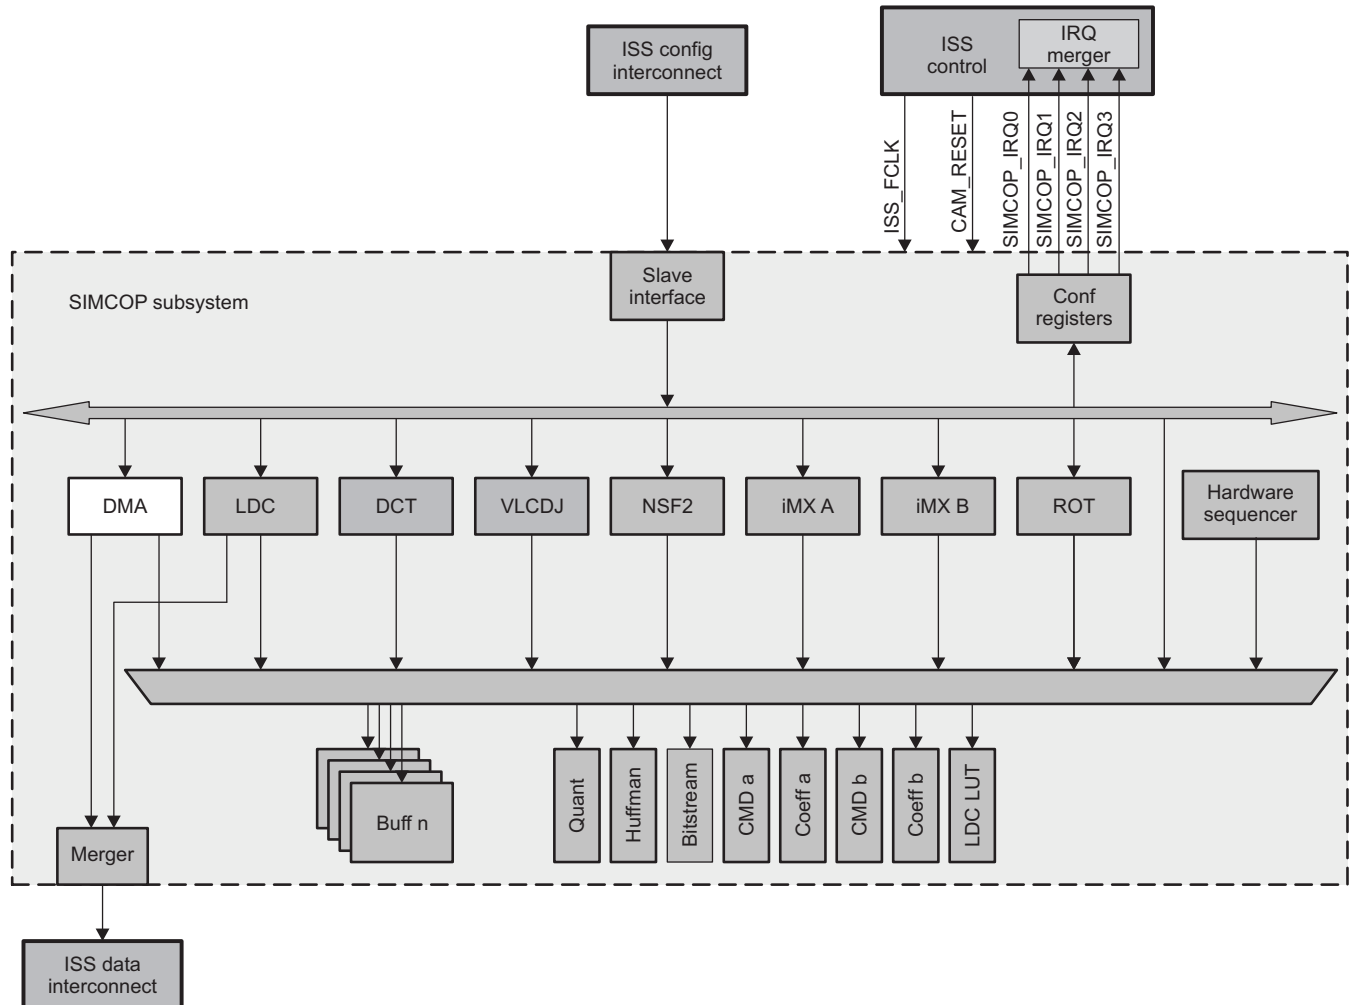 ISS config
interconnect
ISS
control
IRQ
merger
ISS_FCLK
CAM_RESET
SIMCOP_IRQ0
SIMCOP_IRQ1
SIMCOP_IRQ2
SIMCOP_IRQ3
SIMCOP subsystem
Slave
interface
Conf
registers
DMA
LDC
DCT
VLCDJ
NSF2
iMX A
iMX B
ROT
Hardware
sequencer
Buff n
Quant
Huffman
Bitstream
CMD a
Coeff a
CMD b
Coeff b
LDC LUT
Merger
ISS data
interconnect